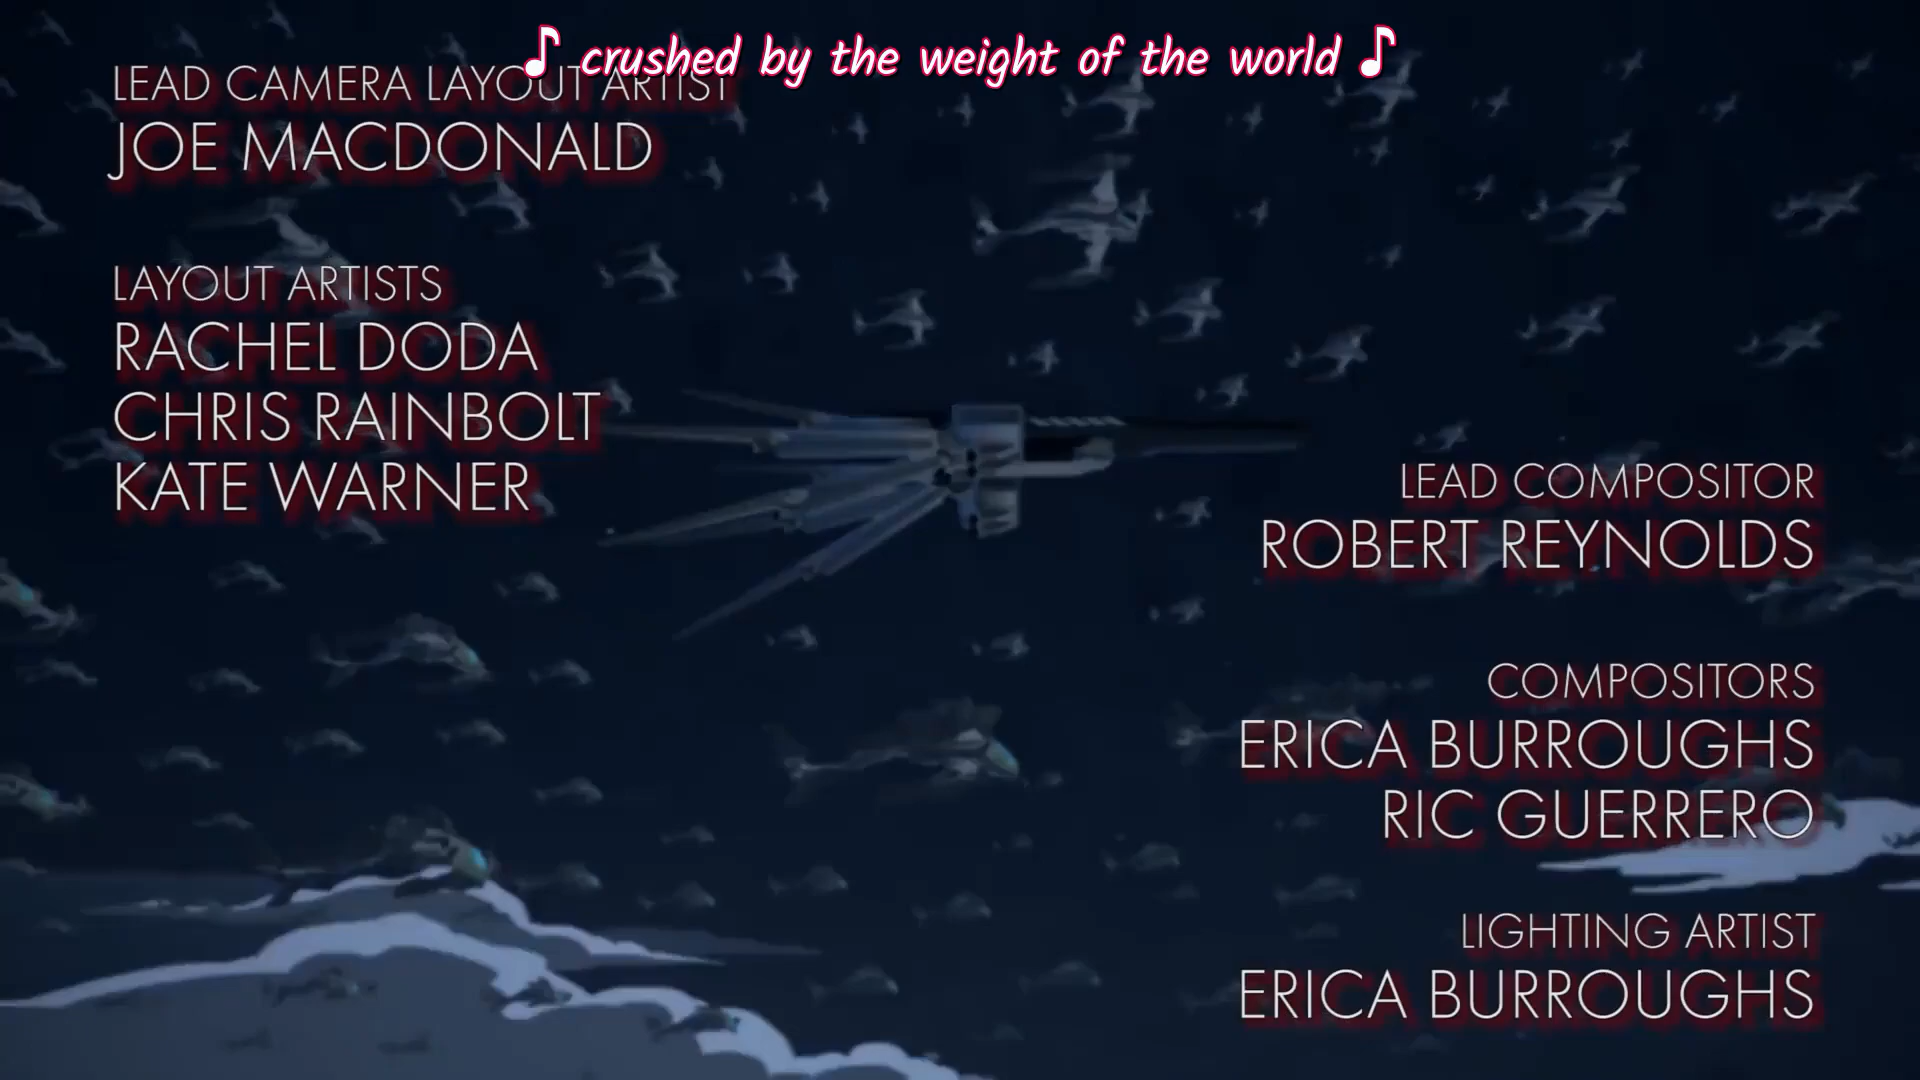 ♪ crushed by the weight of the world ♪
LEAD CAMERA LAYOUT ARTIST
JOE MACDONALD
LAYOUT ARTISTS
RACHEL DODA
CHRIS RAINBOLT
KATE WARNER
LEAD COMPOSITOR
ROBERT REYNOLDS
COMPOSITORS
ERICA BURROUGHS
RIC GUERRERO
LIGHTING ARTIST
ERICA BURROUGHS